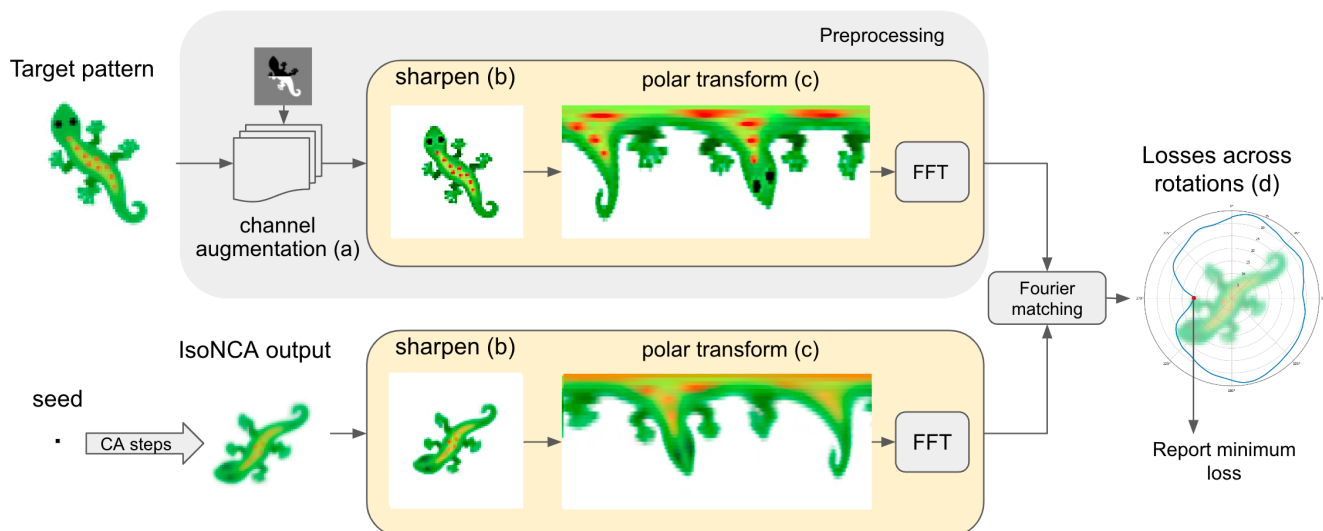 Preprocessing
Target pattern
sharpen (b)
polar transform (c)
FFT
channel
augmentation (a)
Losses across
rotations (d)
Fourier
matching
IsoNCA output
sharpen (b)
polar transform (c)
seed
CA steps
FFT
Report minimum
loss